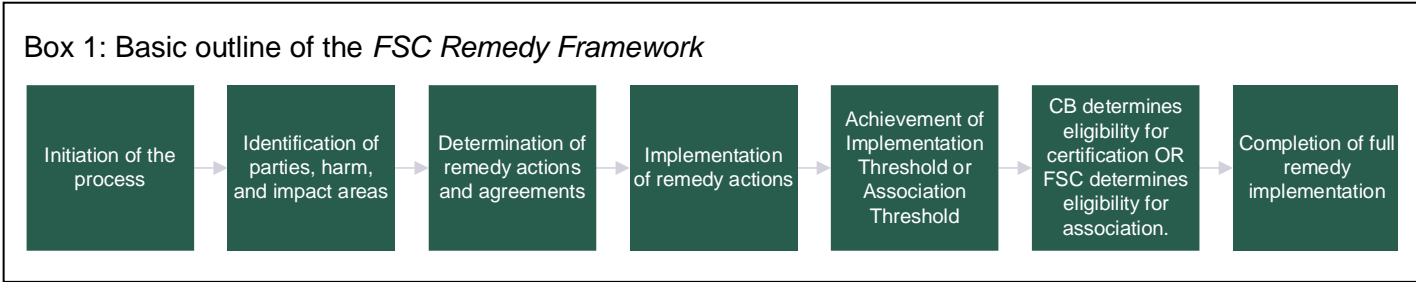 Box 1: Basic outline of the FSC Remedy Framework
Initiation of the
process
Identification of
parties, harm,
and impact areas
Determination of
remedy actions
and agreements
Implementation
of remedy actions
Achievement of
Implementation
Threshold or
Association
Threshold
CB determines
eligibility for
certification OR
FSC determines
eligibility for
association.
Completion of full
remedy
implementation